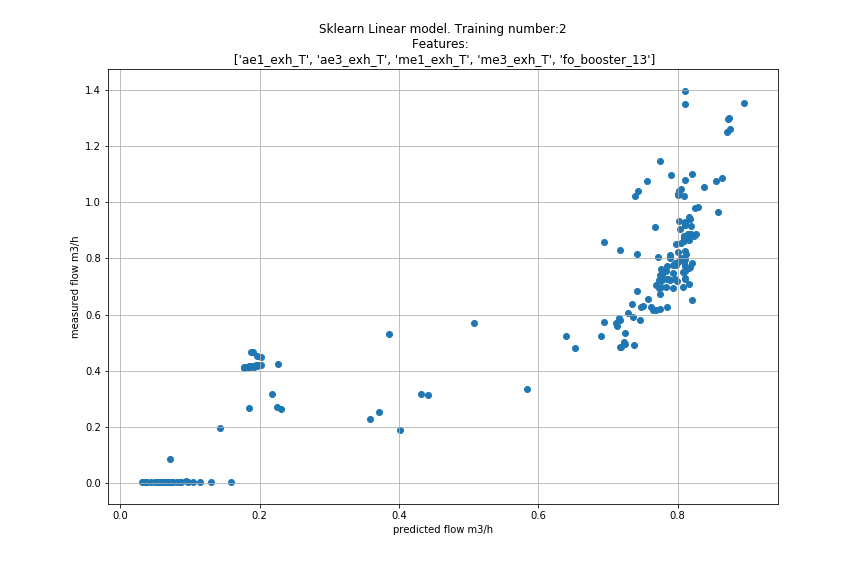 Sklearn Linear model. Training number:2
Features:
['ae1_exh_T', 'ae3_exh_T', 'me1_exh_T', 'me3_exh_T', 'fo_booster_13']
1.4
1.2
1.0
0.8
0.6
0.4
0.2
0.0
measured flow m3/h
0.0 0.2 0.4 0.6 0.8
predicted flow m3/h